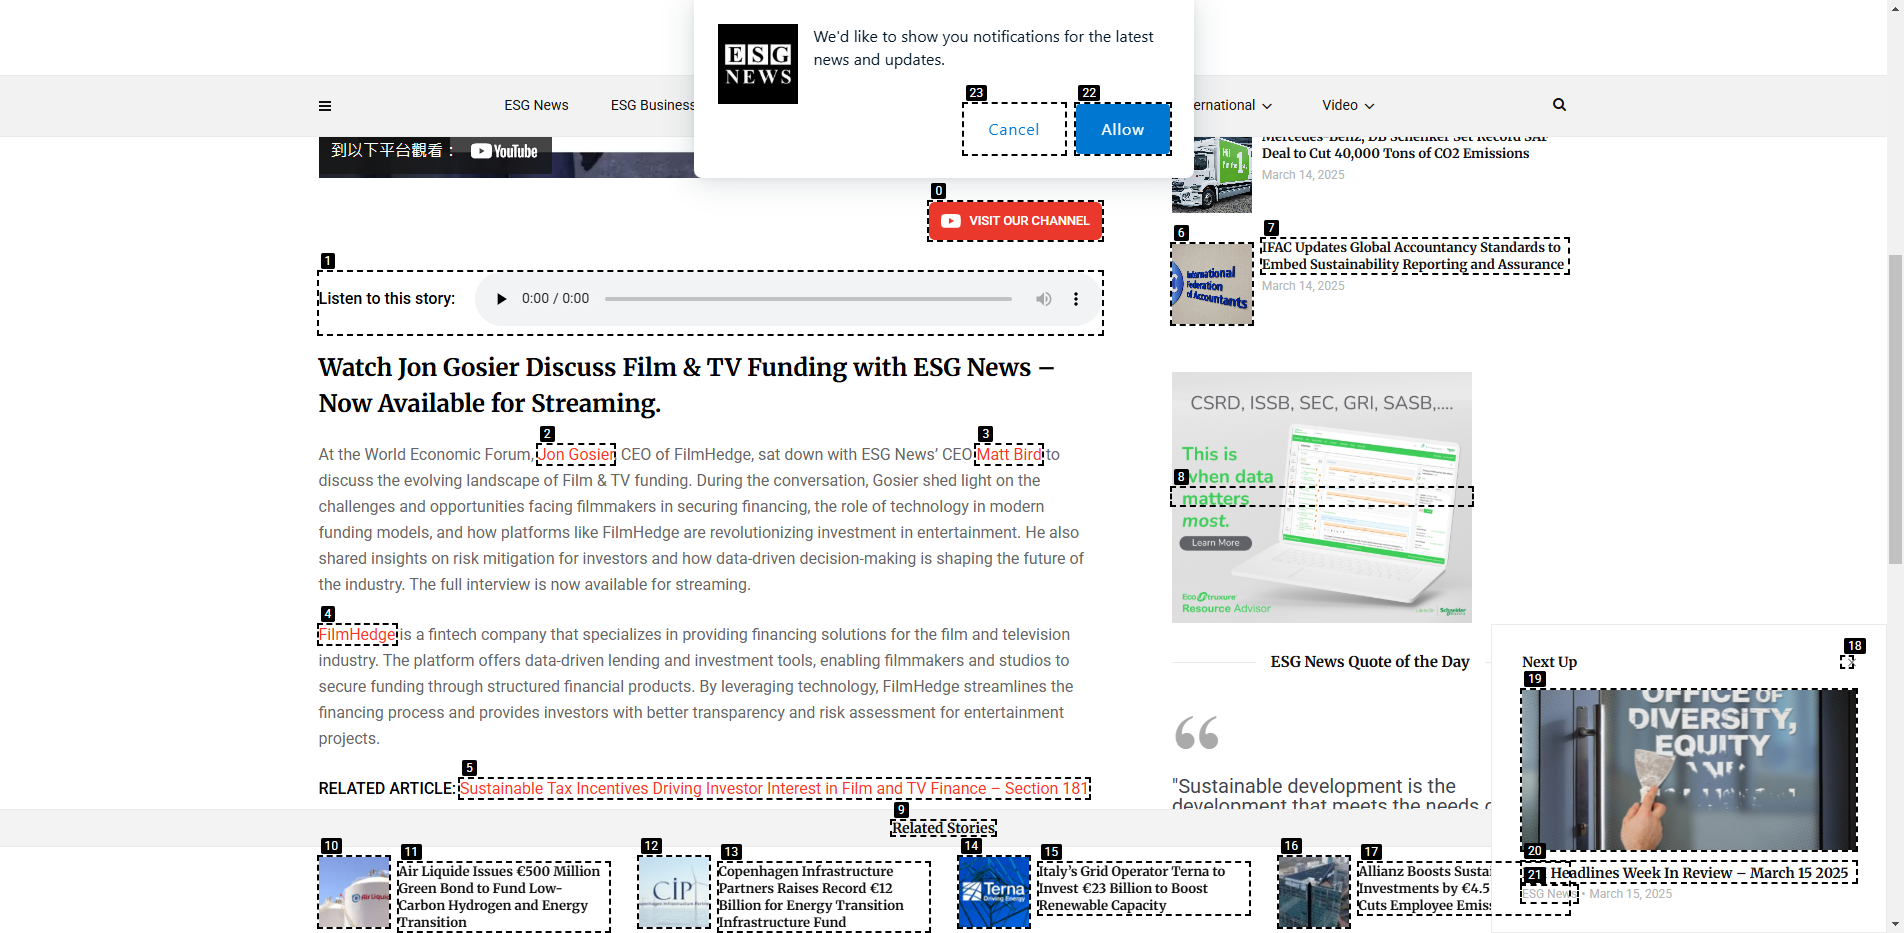 We'd like to show you notifications for the latest
news and updates.
ESG
NEWS
23
22
Cancel
Allow
ESG News
ESG Business
ernational
Video
到以下平台觀看：
YouTube
Mercedes-Benz, DB Schenker Set Record SAF
Deal to Cut 40,000 Tons of CO2 Emissions
March 14, 2025
0
VISIT OUR CHANNEL
6
7
IFAC Updates Global Accountancy Standards to
Embed Sustainability Reporting and Assurance
March 14, 2025
International
Federation
of Accountants
1
Listen to this story:
0:00 / 0:00
Watch Jon Gosier Discuss Film & TV Funding with ESG News –
Now Available for Streaming.
2
3
At the World Economic Forum, Jon Gosier, CEO of FilmHedge, sat down with ESG News’ CEO Matt Bird to
discuss the evolving landscape of Film & TV funding. During the conversation, Gosier shed light on the
challenges and opportunities facing filmmakers in securing financing, the role of technology in modern
funding models, and how platforms like FilmHedge are revolutionizing investment in entertainment. He also
shared insights on risk mitigation for investors and how data-driven decision-making is shaping the future of
the industry. The full interview is now available for streaming.
4
FilmHedge is a fintech company that specializes in providing financing solutions for the film and television
industry. The platform offers data-driven lending and investment tools, enabling filmmakers and studios to
secure funding through structured financial products. By leveraging technology, FilmHedge streamlines the
financing process and provides investors with better transparency and risk assessment for entertainment
projects.
5
RELATED ARTICLE: Sustainable Tax Incentives Driving Investor Interest in Film and TV Finance – Section 181
CSRD, ISSB, SEC, GRI, SASB,....
This is
8
when data
matters
most.
Learn More
EcoStruxure
Resource Advisor
Schneider
ESG News Quote of the Day
"Sustainable development is the
development that meets the needs o
18
Next Up
19
OFFICE OF
DIVERSITY,
EQUITY
AND
20
Headlines Week In Review – March 15 2025
21
ESG News • March 15, 2025
9
Related Stories
10
11
Air Liquide
Air Liquide Issues €500 Million
Green Bond to Fund Low-
Carbon Hydrogen and Energy
Transition
12
13
CIP
Copenhagen Infrastructure
Partners Raises Record €12
Billion for Energy Transition
Infrastructure Fund
14
15
Terna
Driving Energy
Italy’s Grid Operator Terna to
Invest €23 Billion to Boost
Renewable Capacity
16
17
Allianz Boosts Susta
Investments by €4.5
Cuts Employee Emis